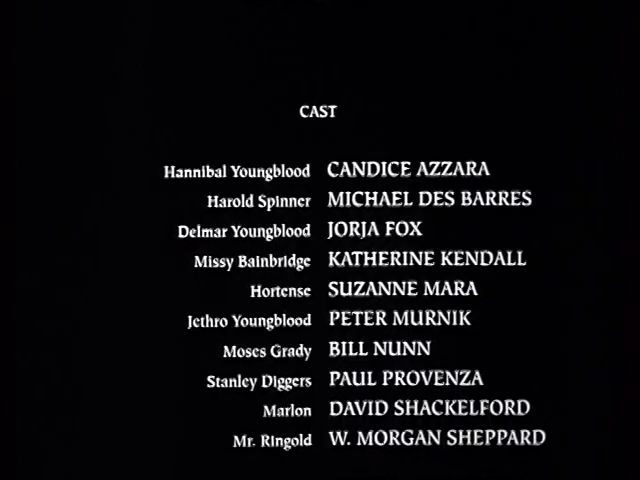 CAST
Hannibal Youngblood CANDICE AZZARA
Harold Spinner MICHAEL DES BARRES
Delmar Youngblood JORJA FOX
Missy Bainbridge KATHERINE KENDALL
Hortense SUZANNE MARA
Jethro Youngblood PETER MURNIK
Moses Grady BILL NUNN
Stanley Diggers PAUL PROVENZA
Marlon DAVID SHACKELFORD
Mr. Ringold W. MORGAN SHEPPARD